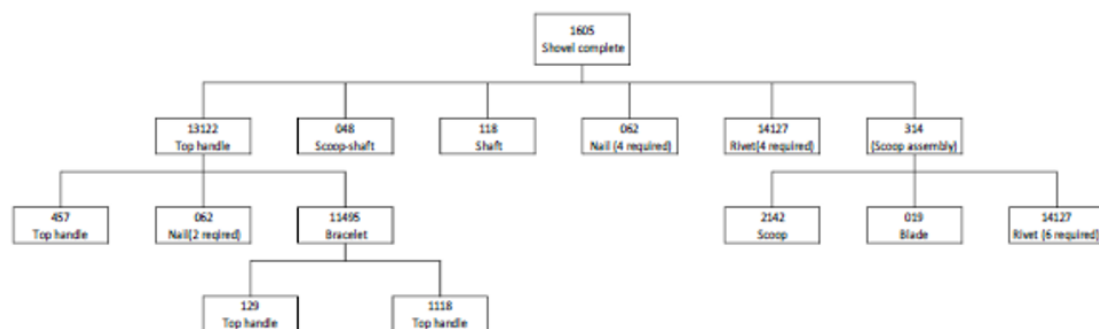 1605
Shovel complete
13122
Top handle
048
Scoop-shaft
118
Shaft
062
Nail (4 required)
14127
Rivet(4 required)
314
(Scoop assembly)
457
Top handle
062
Nail(2 reqired)
11495
Bracelet
2142
Scoop
019
Blade
14127
Rivet (6 required)
129
Top handle
1118
Top handle